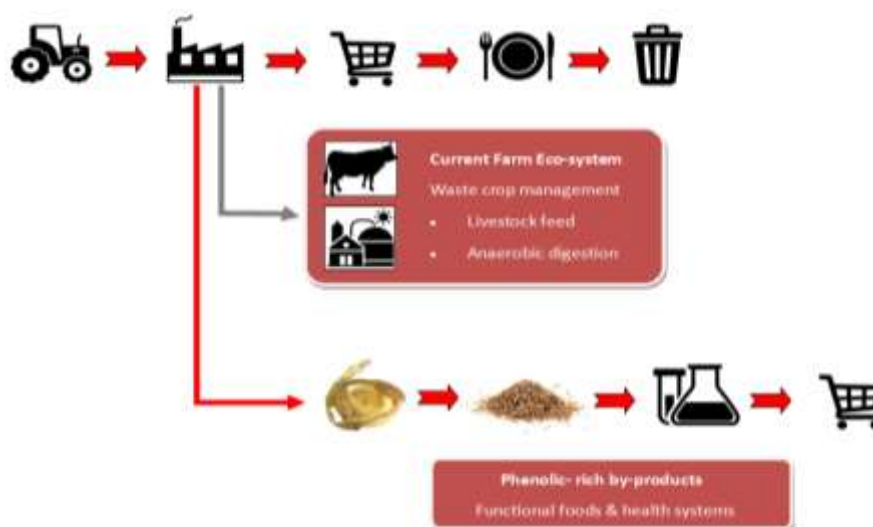 Current Farm Eco-system
Waste crop management
• Livestock feed
• Anaerobic digestion
Phenolic- rich by-products
Functional foods & health systems